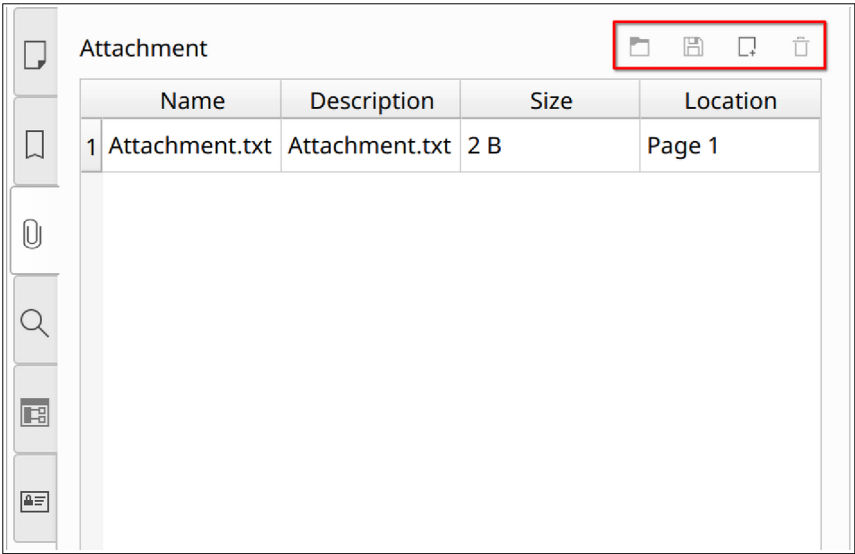 Attachment
Name Description Size Location
1 Attachment.txt Attachment.txt 2 B Page 1